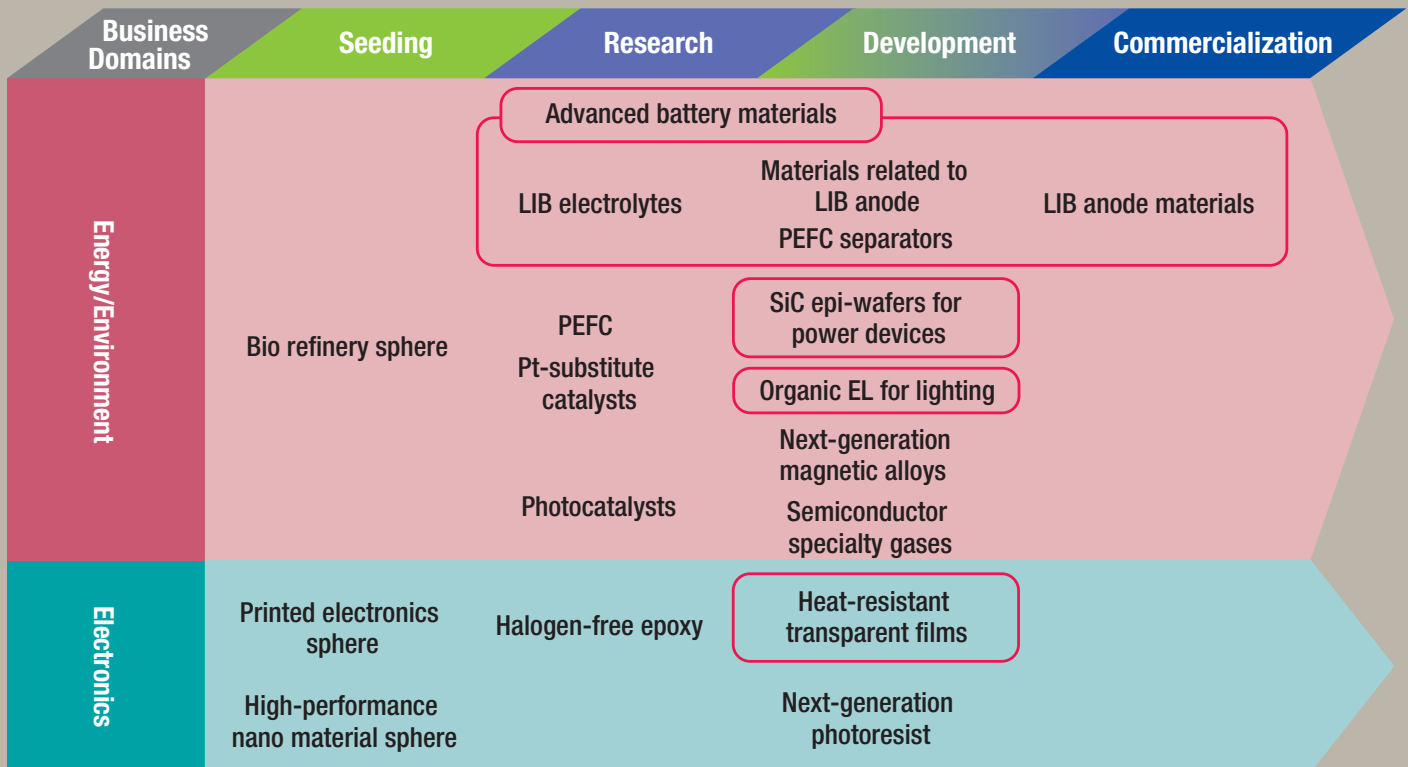 Business
Domains
Seeding
Research
Development
Commercialization
Energy/Environment
Advanced battery materials
LIB electrolytes
Materials related to
LIB anode
PEFC separators
LIB anode materials
Bio refinery sphere
PEFC
Pt-substitute
catalysts
Photocatalysts
SiC epi-wafers for
power devices
Organic EL for lighting
Next-generation
magnetic alloys
Semiconductor
specialty gases
Electronics
Printed electronics
sphere
High-performance
nano material sphere
Halogen-free epoxy
Heat-resistant
transparent films
Next-generation
photoresist